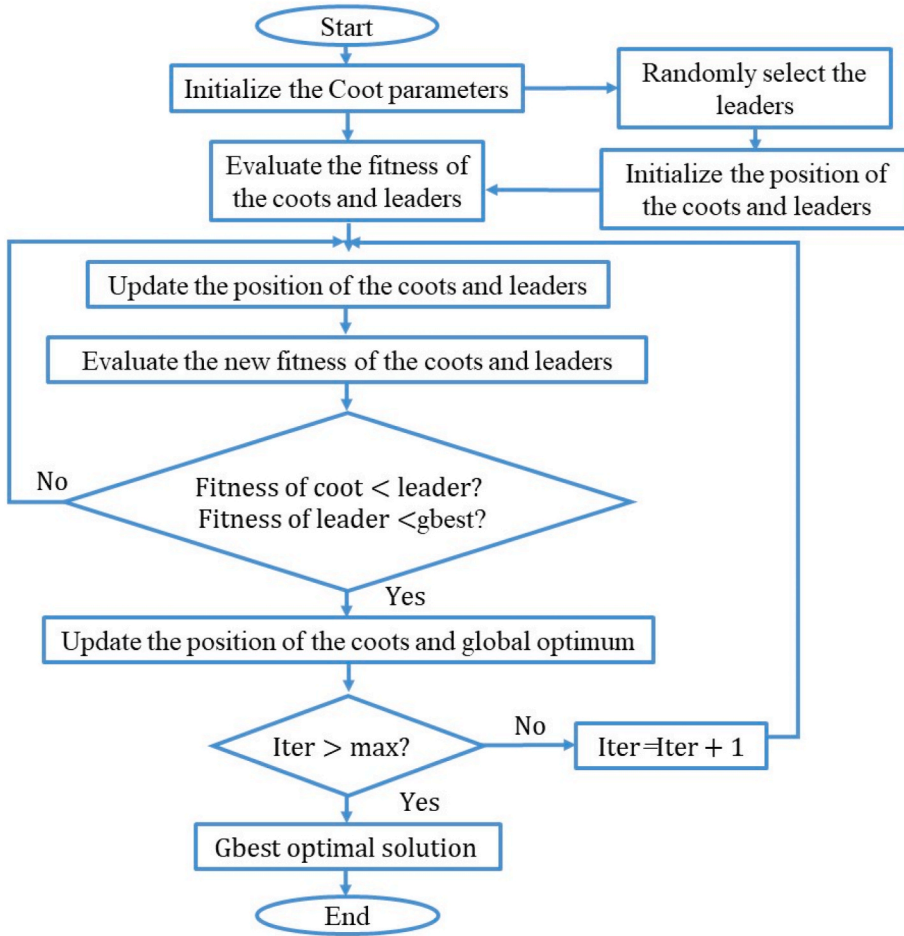 Start
Initialize the Coot parameters
Randomly select the
leaders
Evaluate the fitness of
the coots and leaders
Initialize the position of
the coots and leaders
Update the position of the coots and leaders
Evaluate the new fitness of the coots and leaders
No
Fitness of coot < leader?
Fitness of leader <gbest?
Yes
Update the position of the coots and global optimum
Iter > max?
No
Iter=Iter + 1
Yes
Gbest optimal solution
End